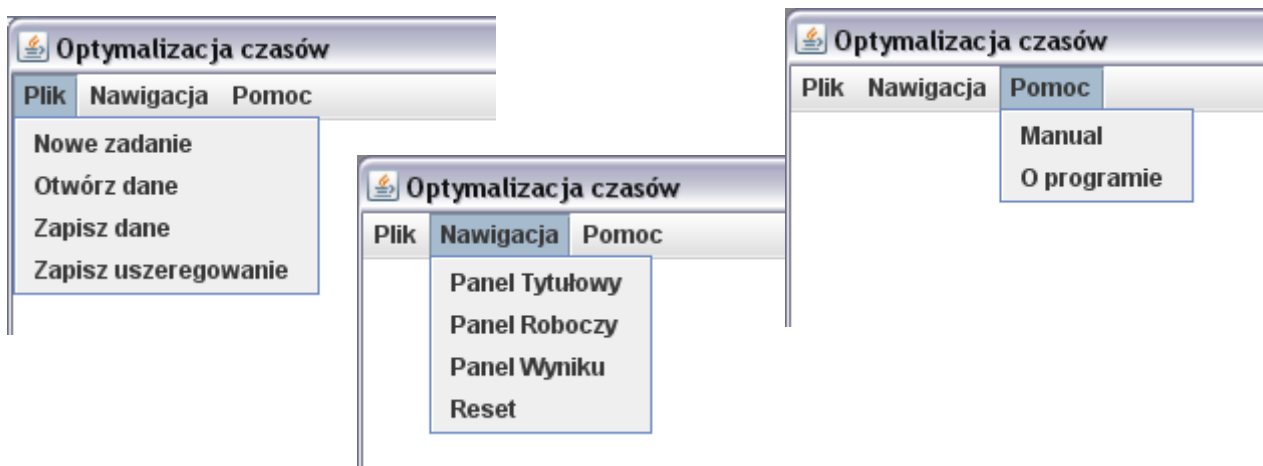 Optymalizacja czasów
Plik Nawigacja Pomoc
Nowe zadanie
Otwórz dane
Zapisz dane
Zapisz uszeregowanie
Optymalizacja czasów
Plik Nawigacja Pomoc
Panel Tytułowy
Panel Roboczy
Panel Wyniku
Reset
Optymalizacja czasów
Plik Nawigacja Pomoc
Manual
O programie